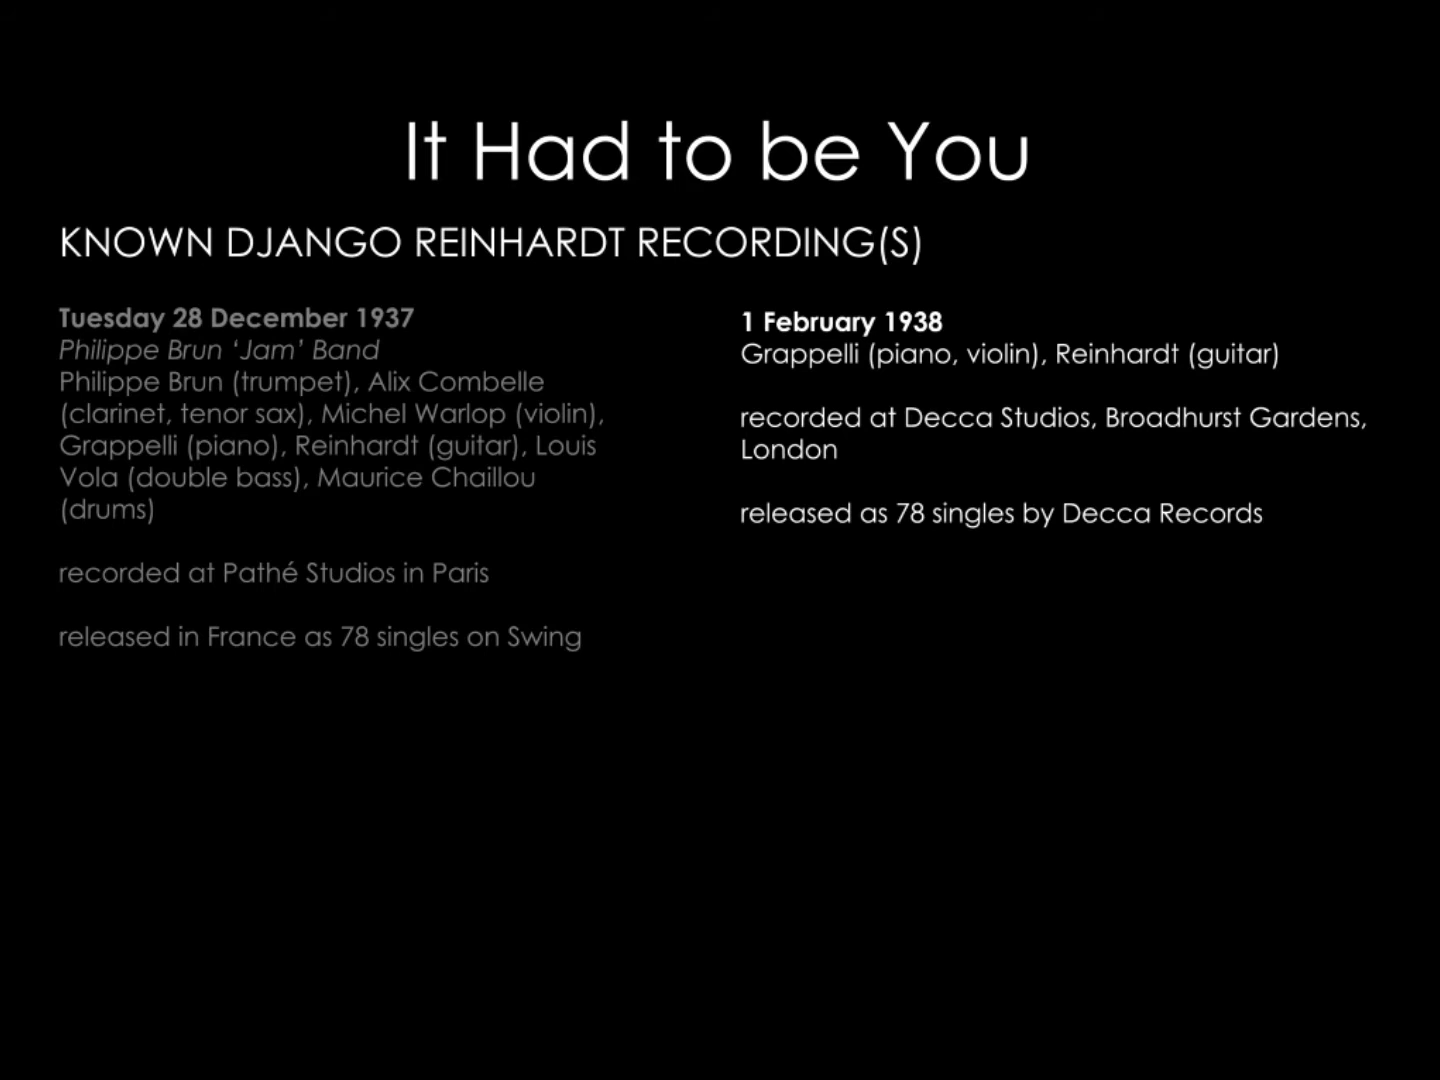 It Had to be You
KNOWN DJANGO REINHARDT RECORDING(S)
Tuesday 28 December 1937
Philippe Brun ‘Jam’ Band
Philippe Brun (trumpet), Alix Combelle
(clarinet, tenor sax), Michel Warlop (violin),
Grappelli (piano), Reinhardt (guitar), Louis
Vola (double bass), Maurice Chaillou
(drums)
recorded at Pathé Studios in Paris
released in France as 78 singles on Swing
1 February 1938
Grappelli (piano, violin), Reinhardt (guitar)
recorded at Decca Studios, Broadhurst Gardens,
London
released as 78 singles by Decca Records